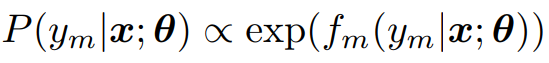 P(y_m|x; θ) ∝ exp(f_m(y_m|x; θ))